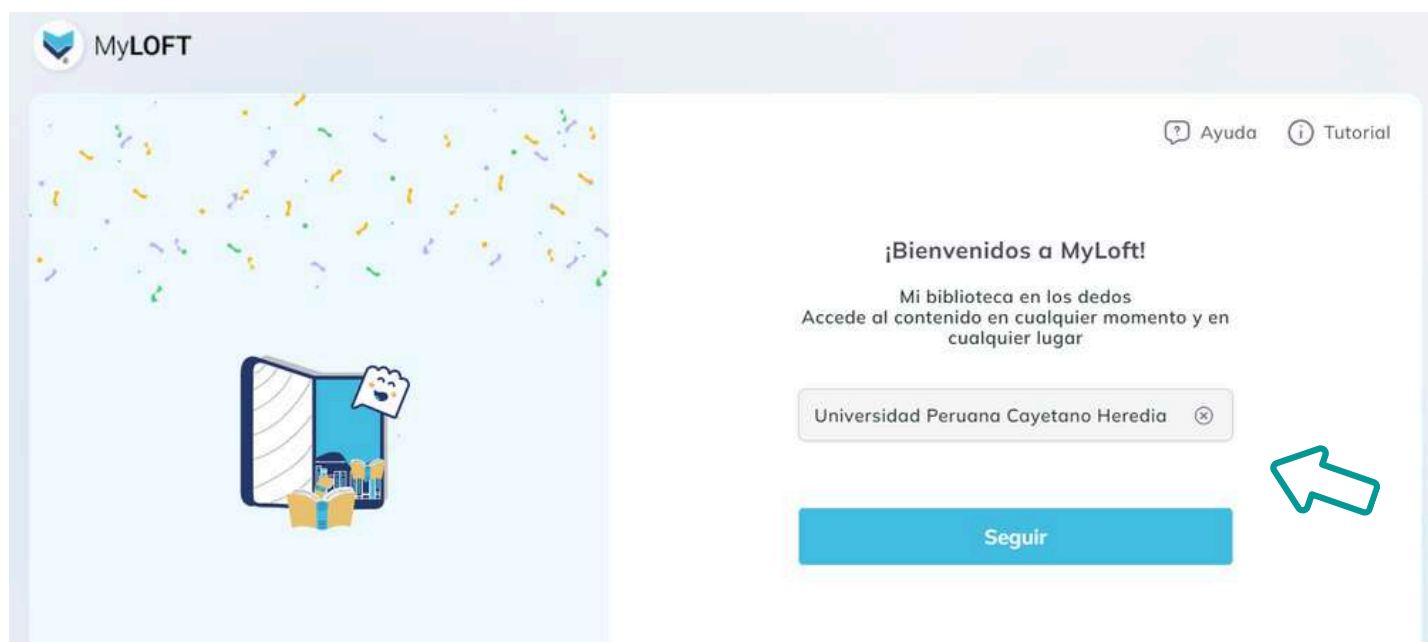 MyLOFT
Ayuda
Tutorial
¡Bienvenidos a MyLoft!
Mi biblioteca en los dedos
Accede al contenido en cualquier momento y en
cualquier lugar
Universidad Peruana Cayetano Heredia
Seguir